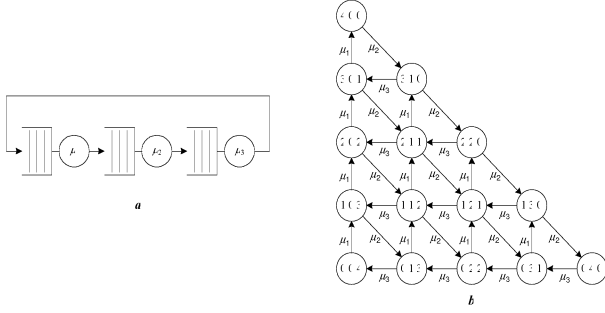 μ μ₂ μ₃
a
4 0 0
μ₁ μ₂
3 0 1 μ₃ 3 1 0
μ₁ μ₂ μ₁ μ₂
2 0 2 μ₃ 2 1 1 μ₃ 2 2 0
μ₁ μ₂ μ₁ μ₂ μ₁ μ₂
1 0 3 μ₃ 1 1 2 μ₃ 1 2 1 μ₃ 1 3 0
μ₁ μ₂ μ₁ μ₂ μ₁ μ₂ μ₁ μ₂
0 0 4 μ₃ 0 1 3 μ₃ 0 2 2 μ₃ 0 3 1 μ₃ 0 4 0
b